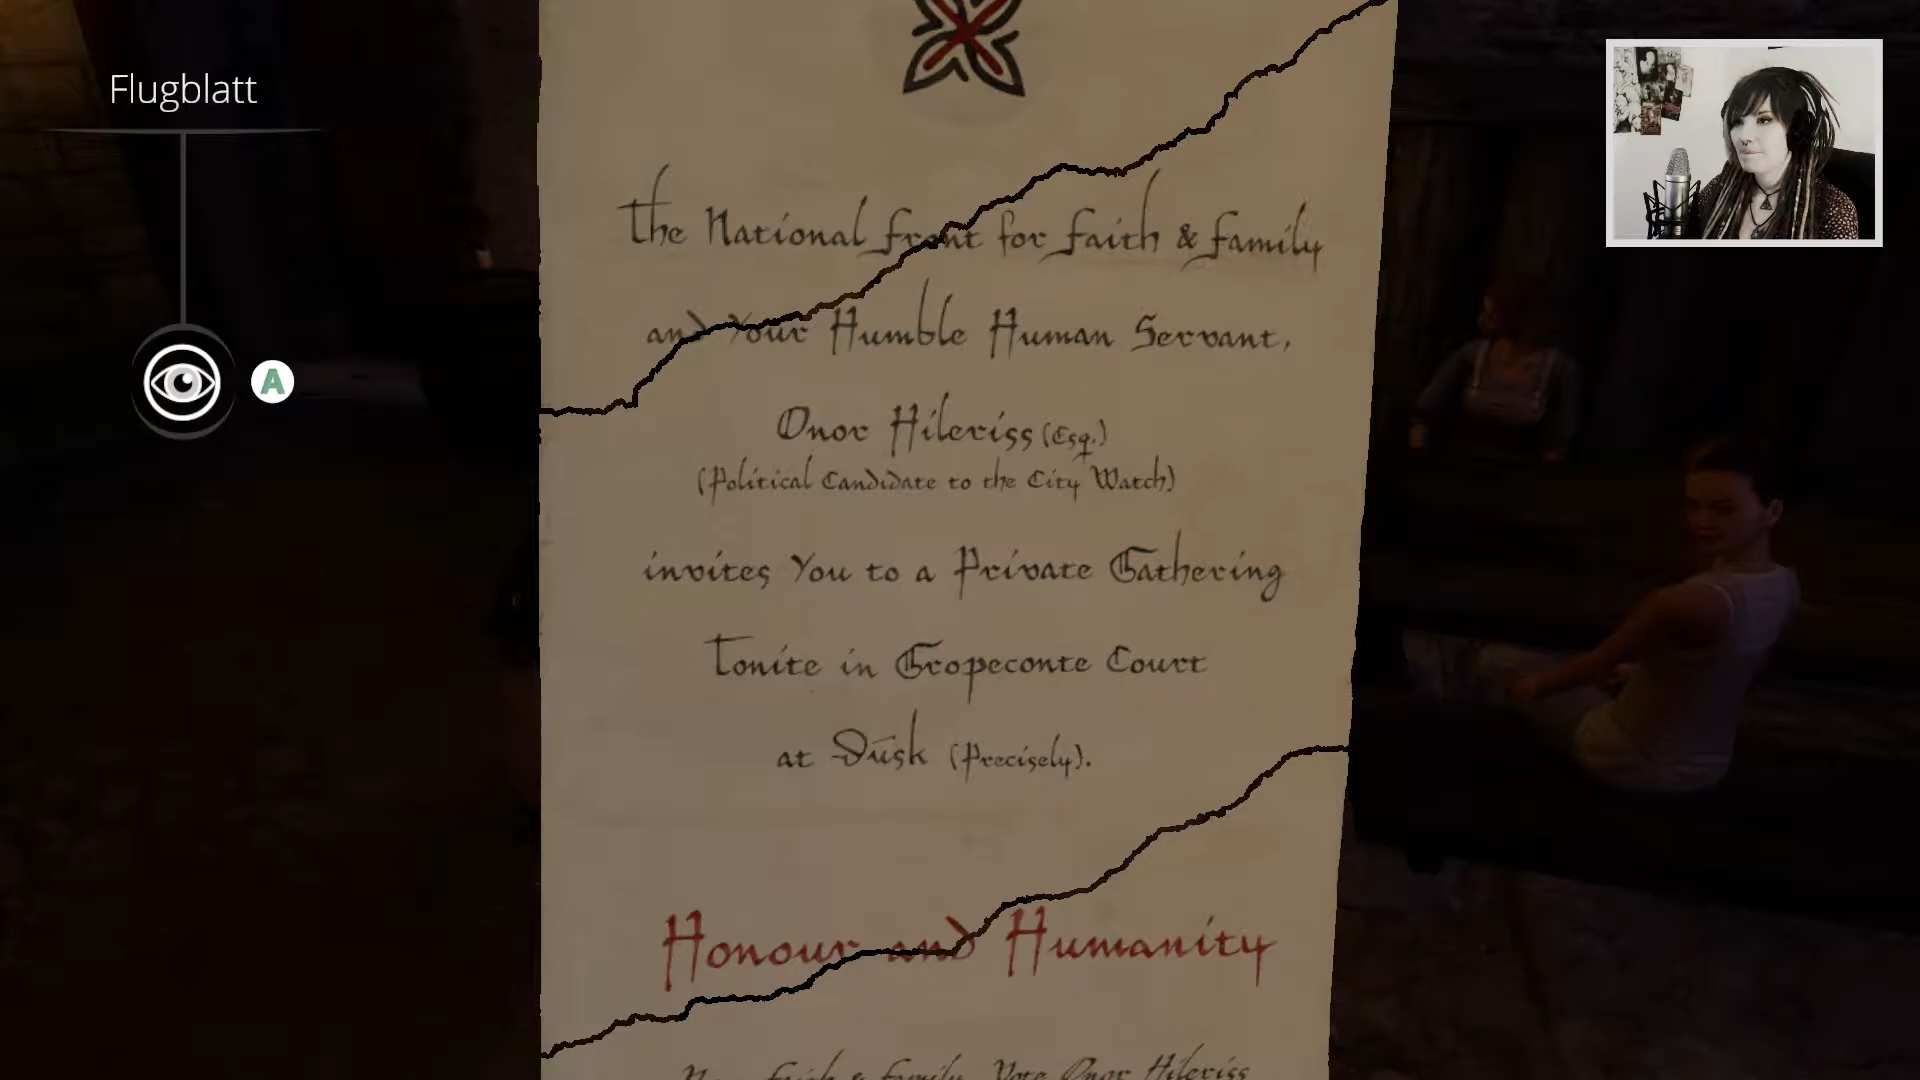 Flugblatt
A
The National Front for Faith & Family
and Your Humble Human Servant,
Onor Hileriss (Esq.)
(Political Candidate to the City Watch)
invites You to a Private Gathering
Tonite in Gropeconte Court
at Dusk (Precisely).
Honour and Humanity
Faith & Family, Vote Onor Hileriss